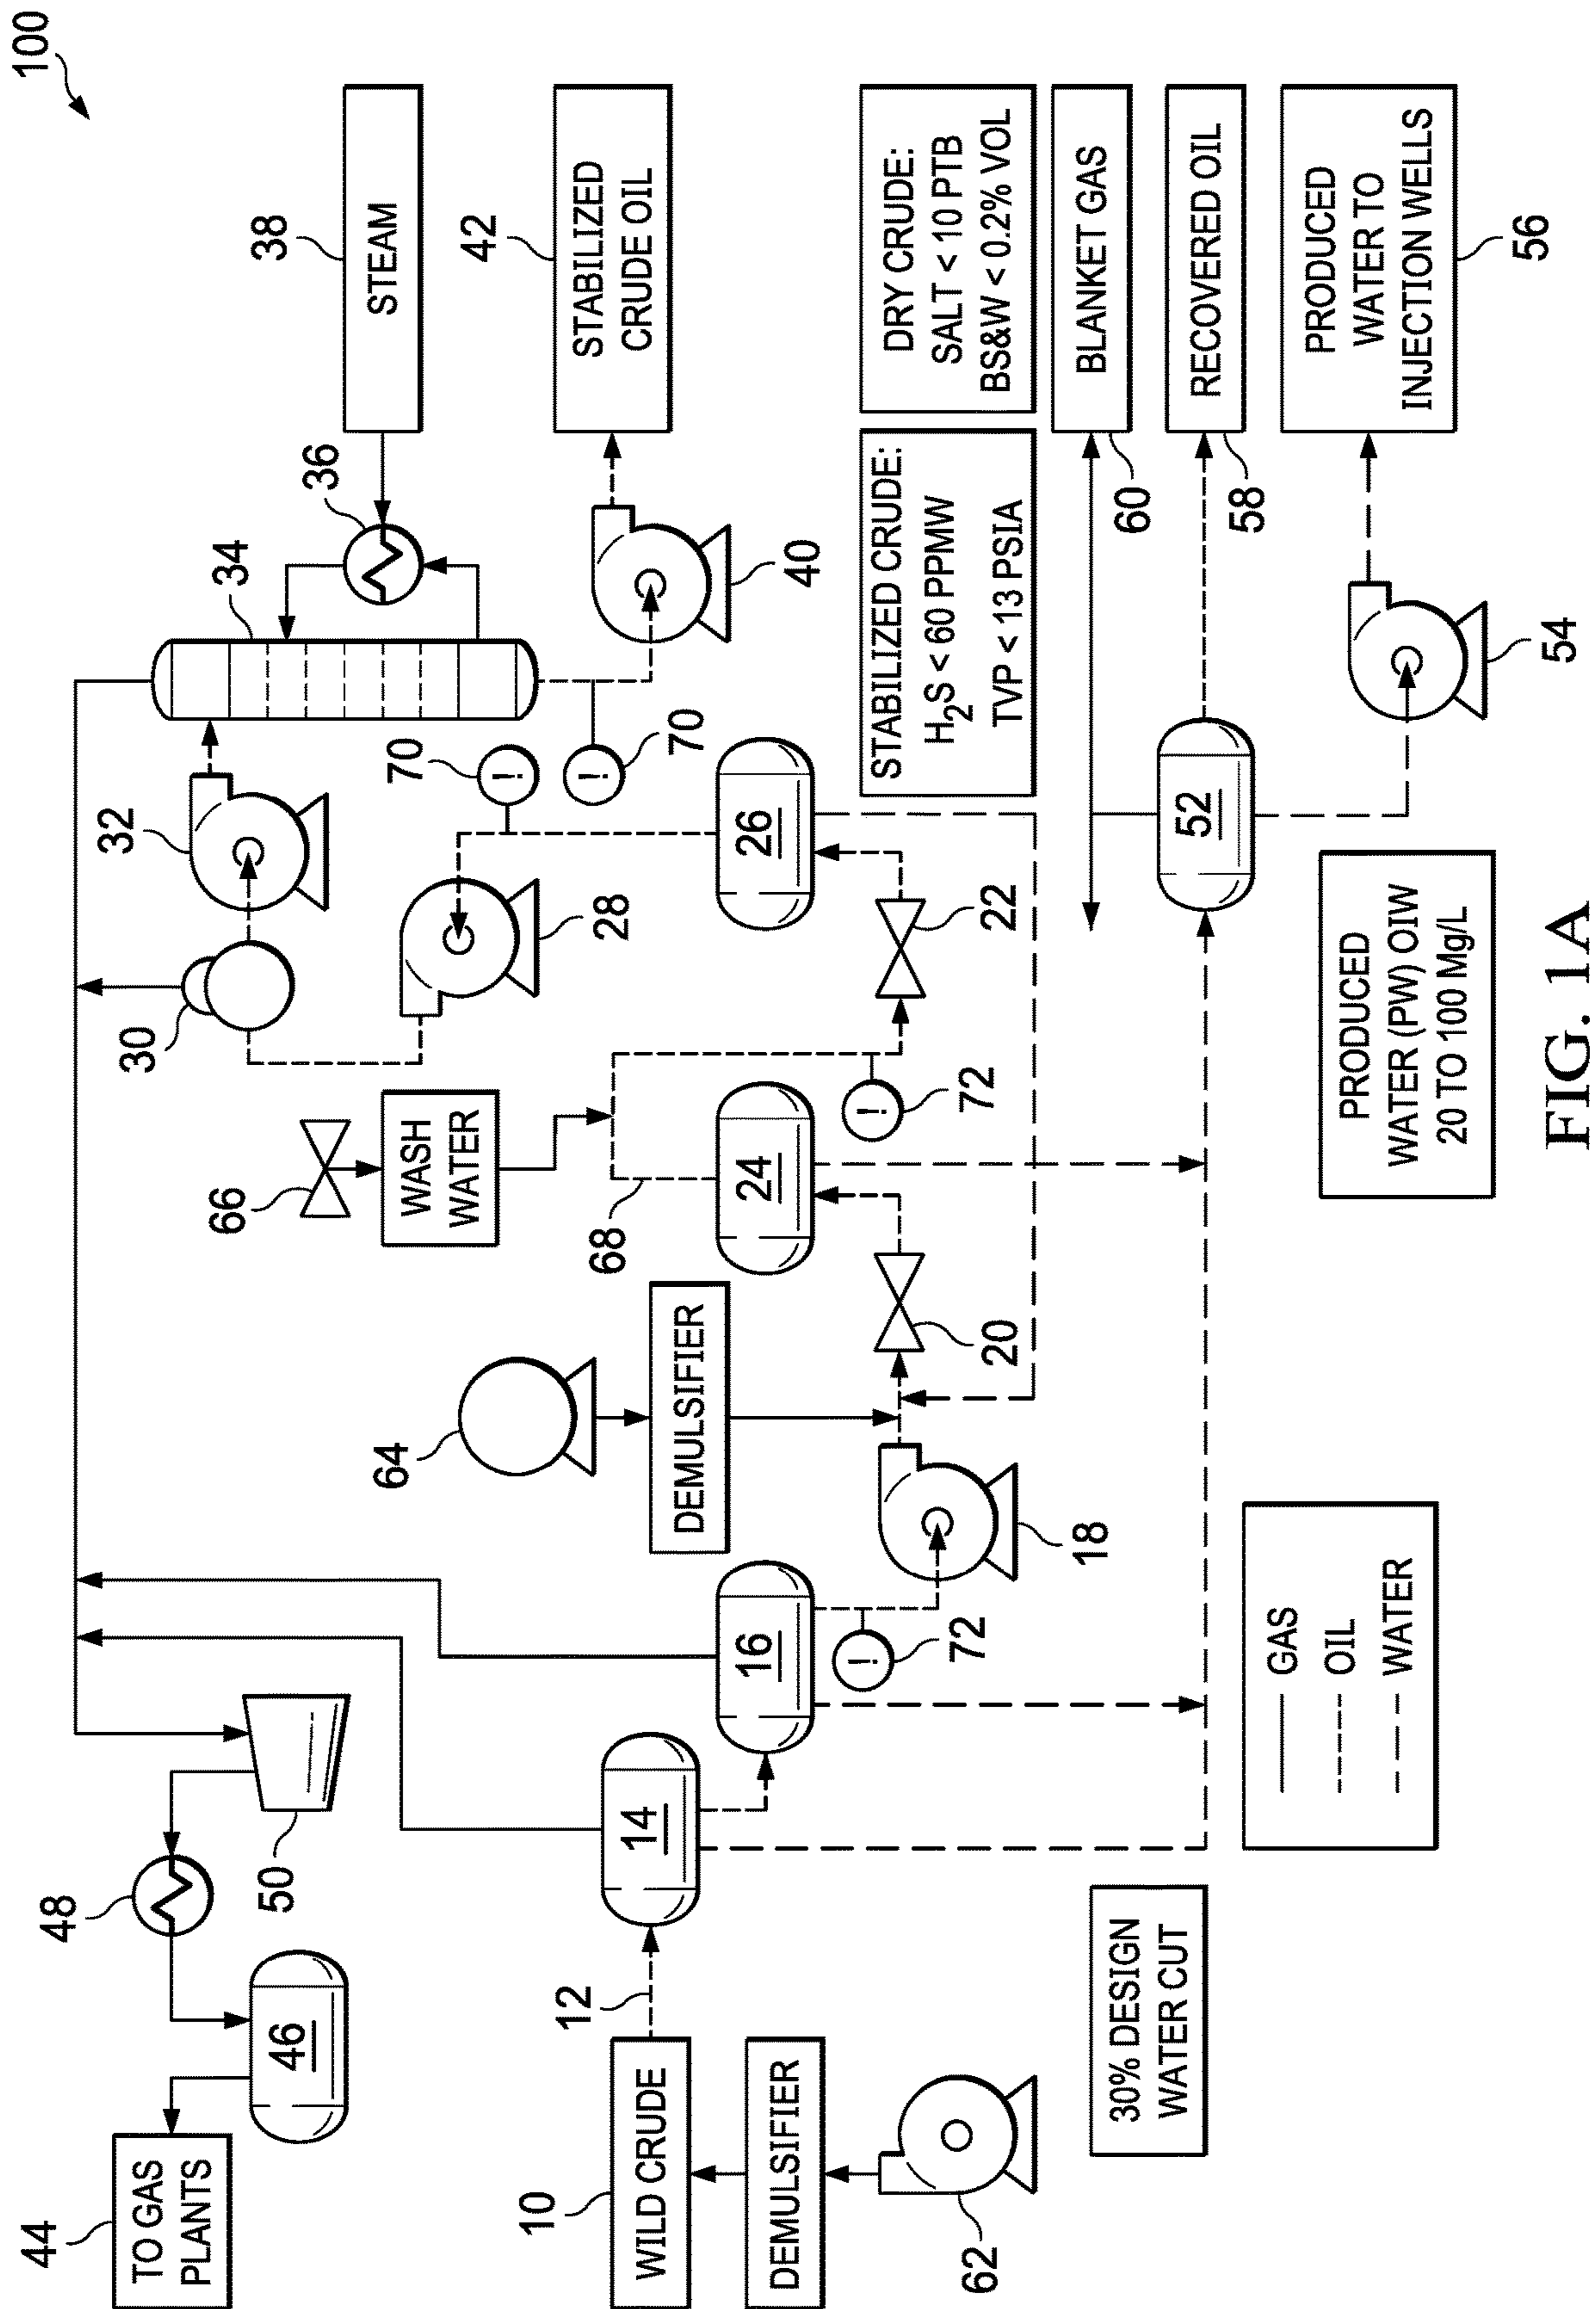 100
44
TO GAS
PLANTS
46
48
50
10
WILD CRUDE
12
DEMULSIFIER
62
14
16
72
18
64
DEMULSIFIER
20
24
68
66
WASH
WATER
72
22
26
28
30
32
70
70
34
36
38
STEAM
40
42
STABILIZED
CRUDE OIL
STABILIZED CRUDE:
H2S < 60 PPMW
TVP < 13 PSIA
DRY CRUDE:
SALT < 10 PTB
BS&W < 0.2% VOL
60
BLANKET GAS
58
RECOVERED OIL
52
54
56
PRODUCED
WATER TO
INJECTION WELLS
30% DESIGN
WATER CUT
GAS
OIL
WATER
PRODUCED
WATER (PW) OIW
20 TO 100 Mg/L
FIG. 1A